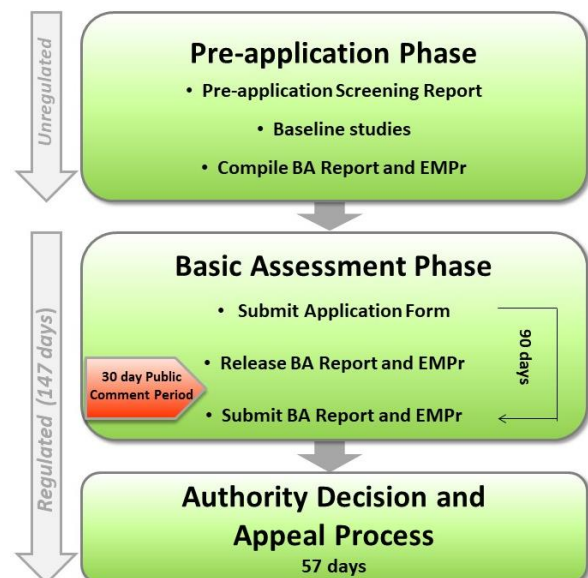 Unregulated
Pre-application Phase
• Pre-application Screening Report
• Baseline studies
• Compile BA Report and EMPr
Regulated (147 days)
Basic Assessment Phase
• Submit Application Form
90 days
30 day Public
Comment Period
• Release BA Report and EMPr
• Submit BA Report and EMPr
Authority Decision and
Appeal Process
57 days